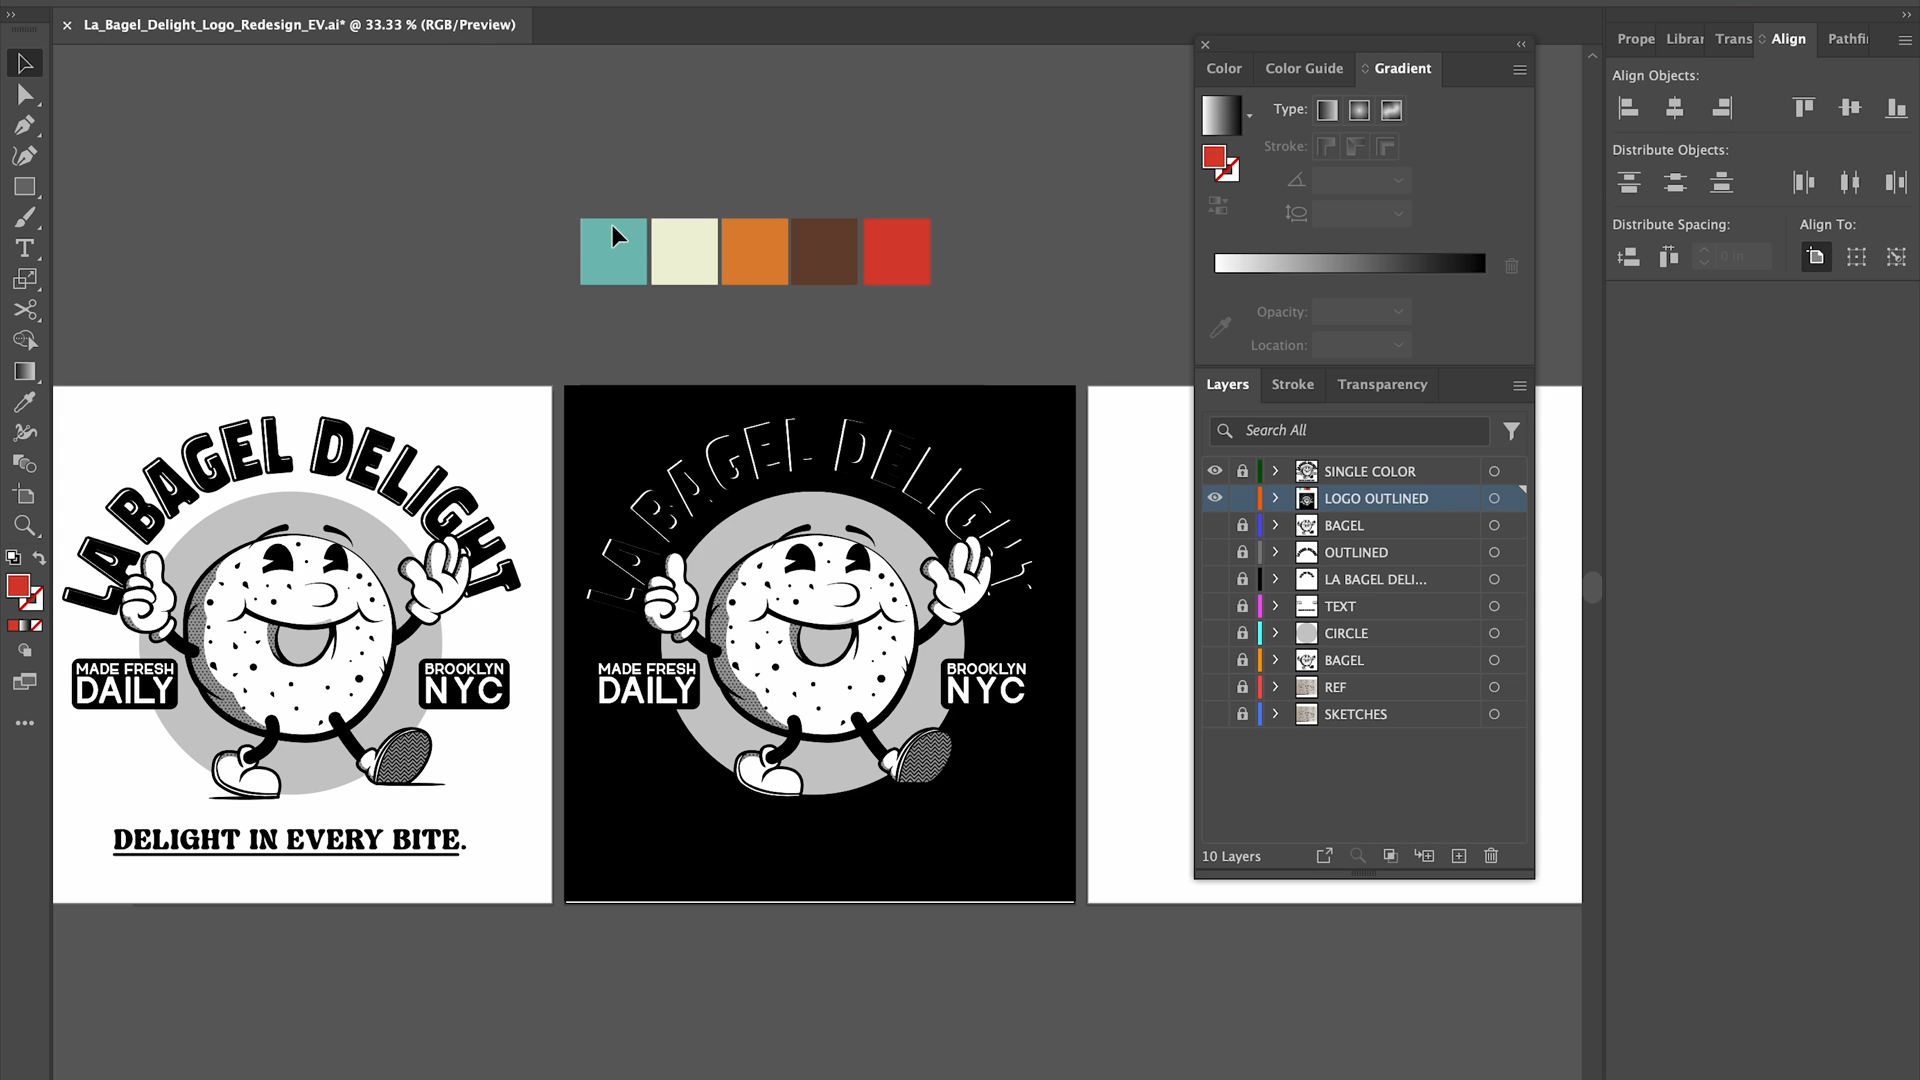 La_Bagel_Delight_Logo_Redesign_EV.ai* @ 33.33 % (RGB/Preview)
Color
Color Guide
Gradient
Type:
Stroke:
Opacity:
Location:
Prope
Librar
Trans
Align
Pathfi
Align Objects:
Distribute Objects:
Distribute Spacing:
Align To:
0 in
Layers
Stroke
Transparency
Search All
SINGLE COLOR
LOGO OUTLINED
BAGEL
OUTLINED
LA BAGEL DELI...
TEXT
CIRCLE
BAGEL
REF
SKETCHES
10 Layers
LA BAGEL DELIGHT
MADE FRESH
DAILY
BROOKLYN
NYC
DELIGHT IN EVERY BITE.
LA BAGEL DELIGHT
MADE FRESH
DAILY
BROOKLYN
NYC